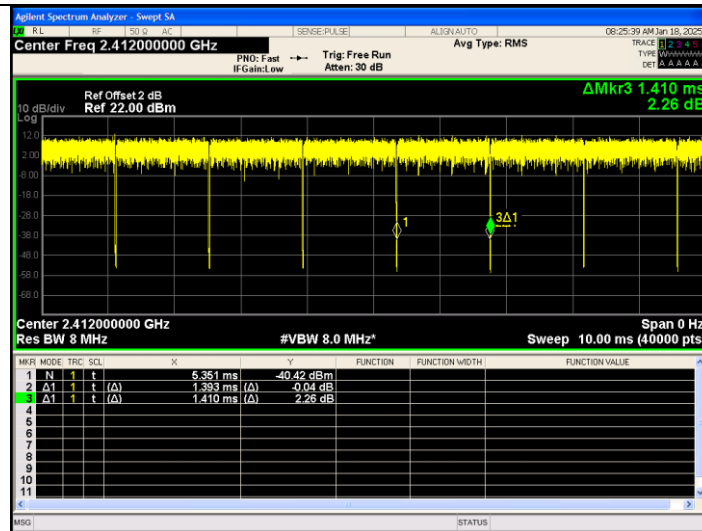 Agilent Spectrum Analyzer - Swept SA
RL RF 50 Ω AC SENSE:PULSE ALIGN AUTO 08:25:39 AM Jan 18, 2025
Center Freq 2.412000000 GHz Avg Type: RMS TRACE 1 2 3 4 5
PNO: Fast Trig: Free Run TYPE
IFGain:Low Atten: 30 dB DET A A A A A
ΔMkr3 1.410 ms
Ref Offset 2 dB 2.26 dB
10 dB/div Ref 22.00 dBm
Log
12.0
2.00
-8.00
-18.0
-28.0
1 3Δ1
-38.0
-48.0
-58.0
-68.0
Center 2.412000000 GHz Span 0 Hz
Res BW 8 MHz #VBW 8.0 MHz* Sweep 10.00 ms (40000 pts
MKR MODE TRC SCL X Y FUNCTION FUNCTION WIDTH FUNCTION VALUE
1 N 1 t 5.351 ms -40.42 dBm
2 Δ1 1 t (Δ) 1.393 ms (Δ) -0.04 dB
3 Δ1 1 t (Δ) 1.410 ms (Δ) 2.26 dB
4
5
6
7
8
9
10
11
MSG STATUS